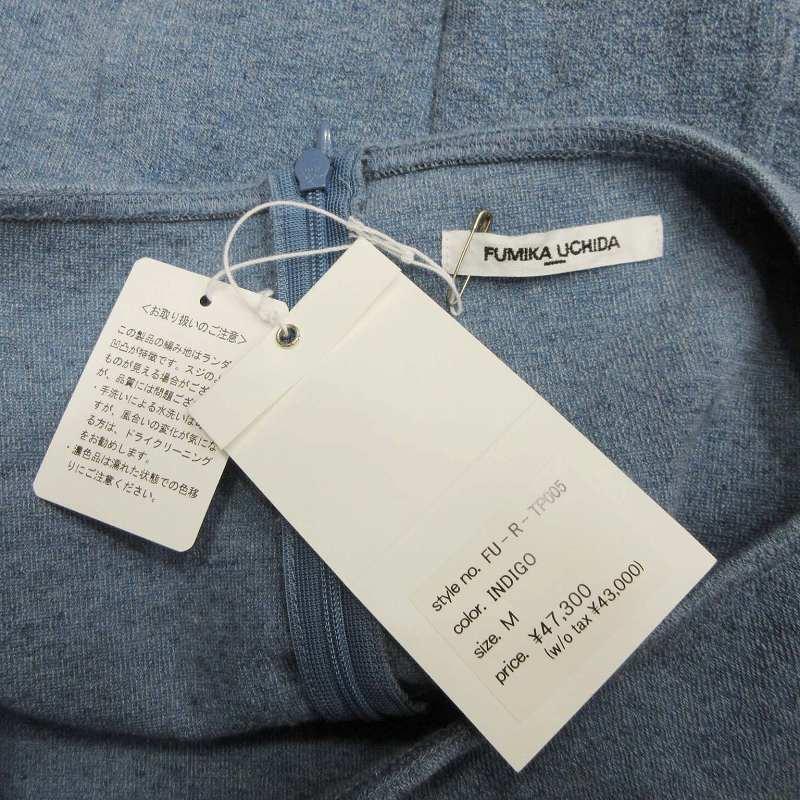 FUMIKA UCHIDA
<お取り扱いのご注意>
この製品の編み地はランダ
凹凸が特徴です。スジの
ものが見える場合がござ
が、品質には問題ござ
・手洗いによる水洗いは
すが、風合いの変化が気にな
る方は、ドライクリーニング
をお勧めします。
・濃色品は濡れた状態での色移
りにご注意ください。
style no. FU-R-TP005
color. INDIGO
size. M
price. ¥47,300
(w/o tax ¥43,000)